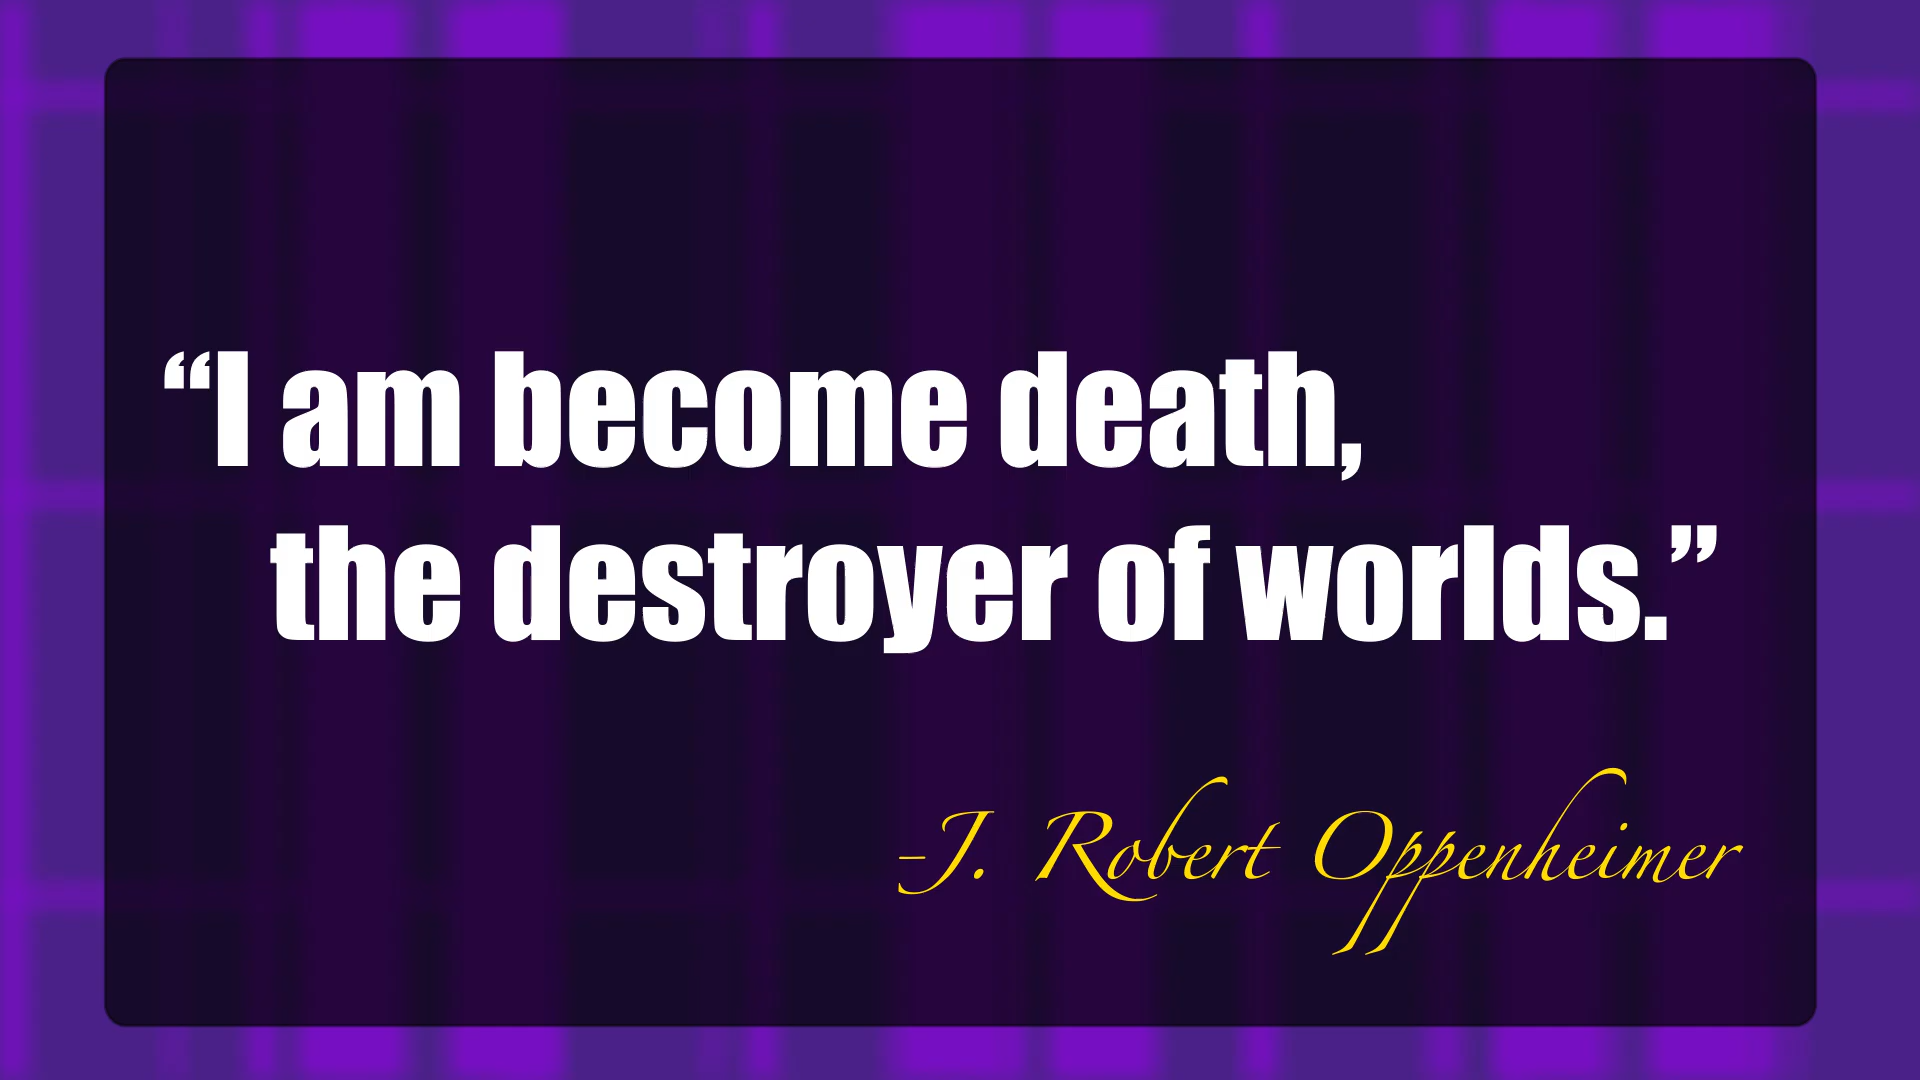 “I am become death,
the destroyer of worlds.”
-J. Robert Oppenheimer